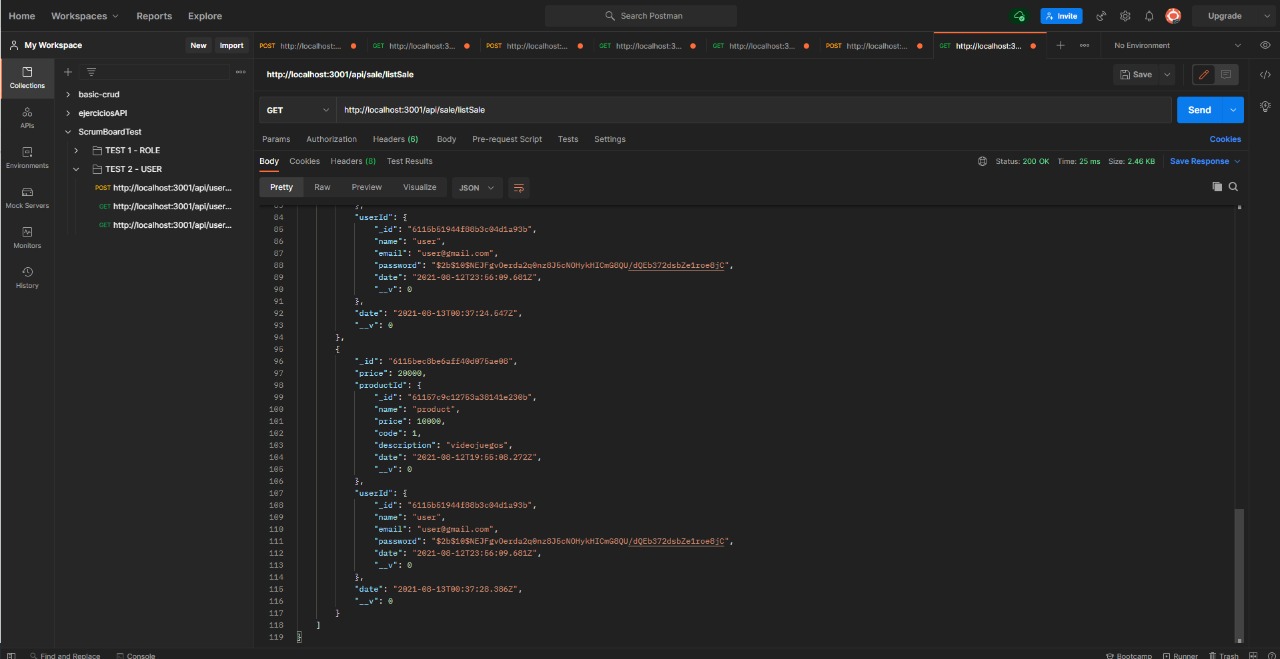 Home Workspaces Reports Explore Search Postman Invite Upgrade
My Workspace New Import POST http://localhost:... GET http://localhost:3... POST http://localhost:... GET http://localhost:3... GET http://localhost:3... POST http://localhost:... GET http://localhost:3... No Environment
Collections
APIs
Environments
Mock Servers
Monitors
History
basic-crud
ejerciciosAPI
ScrumBoardTest
TEST 1 - ROLE
TEST 2 - USER
POST http://localhost:3001/api/user...
GET http://localhost:3001/api/user...
GET http://localhost:3001/api/user...
http://localhost:3001/api/sale/listSale Save
GET http://localhost:3001/api/sale/listSale Send
Params Authorization Headers (6) Body Pre-request Script Tests Settings Cookies
Body Cookies Headers (8) Test Results Status: 200 OK Time: 25 ms Size: 2.46 KB Save Response
Pretty Raw Preview Visualize JSON
83 },
84 "userId": {
85 "_id": "6115b51944f88b3c04d1a93b",
86 "name": "user",
87 "email": "user@gmail.com",
88 "password": "$2b$10$NEJFgvOerda2q0nz8J5cNOHykHICmG8QU/dQEb372dsbZe1roe8jC",
89 "date": "2021-08-12T23:56:09.681Z",
90 "__v": 0
91 },
92 "date": "2021-08-13T00:37:24.547Z",
93 "__v": 0
94 },
95 {
96 "_id": "6115bec8be6aff40d075ae08",
97 "price": 20000,
98 "productId": {
99 "_id": "61157c9c12753a38141e230b",
100 "name": "product",
101 "price": 10000,
102 "code": 1,
103 "description": "videojuegos",
104 "date": "2021-08-12T19:55:08.272Z",
105 "__v": 0
106 },
107 "userId": {
108 "_id": "6115b51944f88b3c04d1a93b",
109 "name": "user",
110 "email": "user@gmail.com",
111 "password": "$2b$10$NEJFgvOerda2q0nz8J5cNOHykHICmG8QU/dQEb372dsbZe1roe8jC",
112 "date": "2021-08-12T23:56:09.681Z",
113 "__v": 0
114 },
115 "date": "2021-08-13T00:37:28.386Z",
116 "__v": 0
117 }
118 ]
119 }
Find and Replace Console Bootcamp Runner Trash